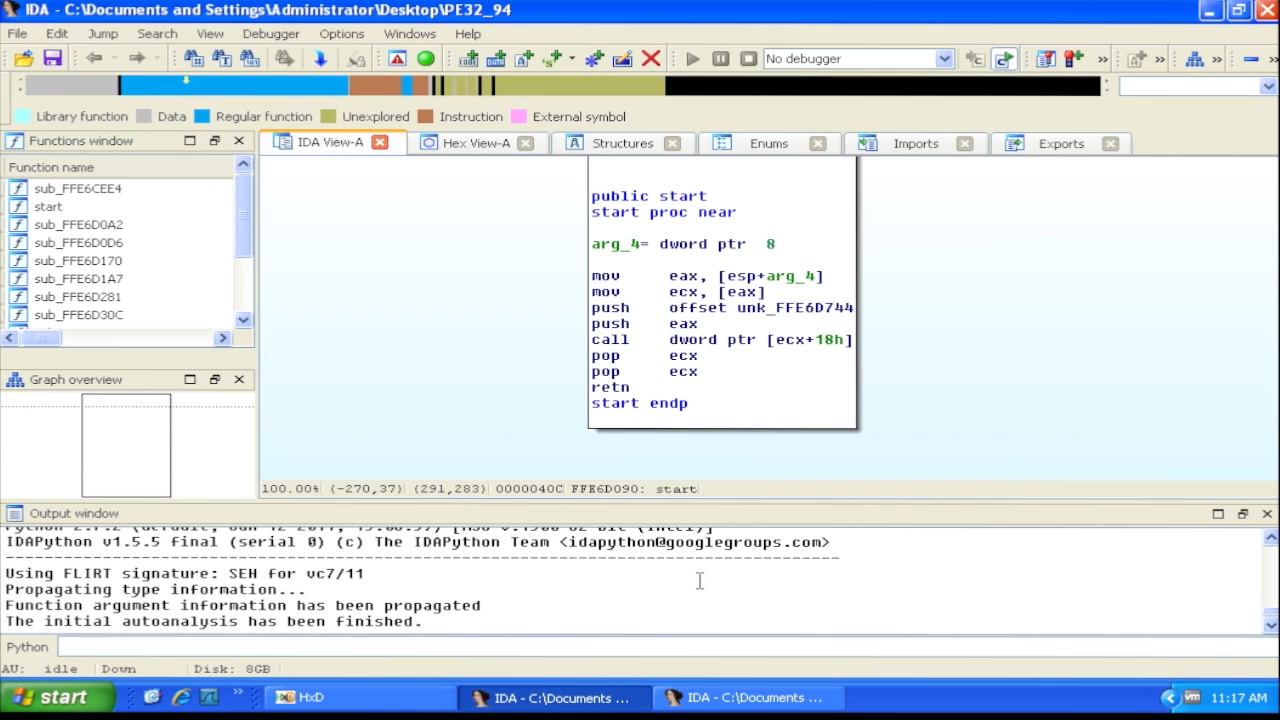 IDA - C:\Documents and Settings\Administrator\Desktop\PE32_94
File Edit Jump Search View Debugger Options Windows Help
No debugger
Library function Data Regular function Unexplored Instruction External symbol
Functions window
IDA View-A Hex View-A Structures Enums Imports Exports
Function name
sub_FFE6CEE4
start
sub_FFE6D0A2
sub_FFE6D0D6
sub_FFE6D170
sub_FFE6D1A7
sub_FFE6D281
sub_FFE6D30C
Graph overview
public start
start proc near
arg_4= dword ptr 8
mov eax, [esp+arg_4]
mov ecx, [eax]
push offset unk_FFE6D744
push eax
call dword ptr [ecx+18h]
pop ecx
pop ecx
retn
start endp
100.00% (-270,37) (291,283) 0000040C FFE6D090: start
Output window
IDAPython v1.5.5 final (serial 0) (c) The IDAPython Team <idapython@googlegroups.com>
Using FLIRT signature: SEH for vc7/11
Propagating type information...
Function argument information has been propagated
The initial autoanalysis has been finished.
Python
AU: idle Down Disk: 8GB
start HxD IDA - C:\Documents ... IDA - C:\Documents ... 11:17 AM